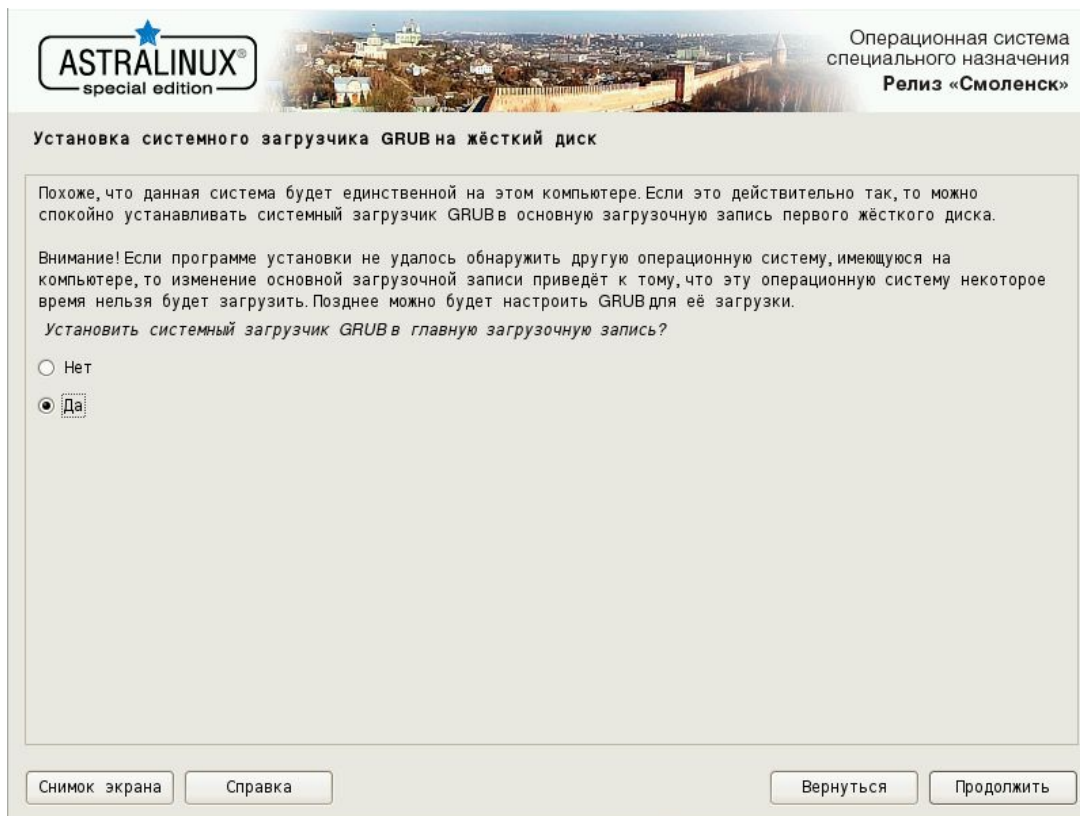 ASTRALINUX®
special edition
Операционная система
специального назначения
Релиз «Смоленск»
Установка системного загрузчика GRUB на жёсткий диск
Похоже, что данная система будет единственной на этом компьютере. Если это действительно так, то можно
спокойно устанавливать системный загрузчик GRUB в основную загрузочную запись первого жёсткого диска.
Внимание! Если программе установки не удалось обнаружить другую операционную систему, имеющуюся на
компьютере, то изменение основной загрузочной записи приведёт к тому, что эту операционную систему некоторое
время нельзя будет загрузить. Позднее можно будет настроить GRUB для её загрузки.
Установить системный загрузчик GRUB в главную загрузочную запись?
Нет
Да
Снимок экрана
Справка
Вернуться
Продолжить